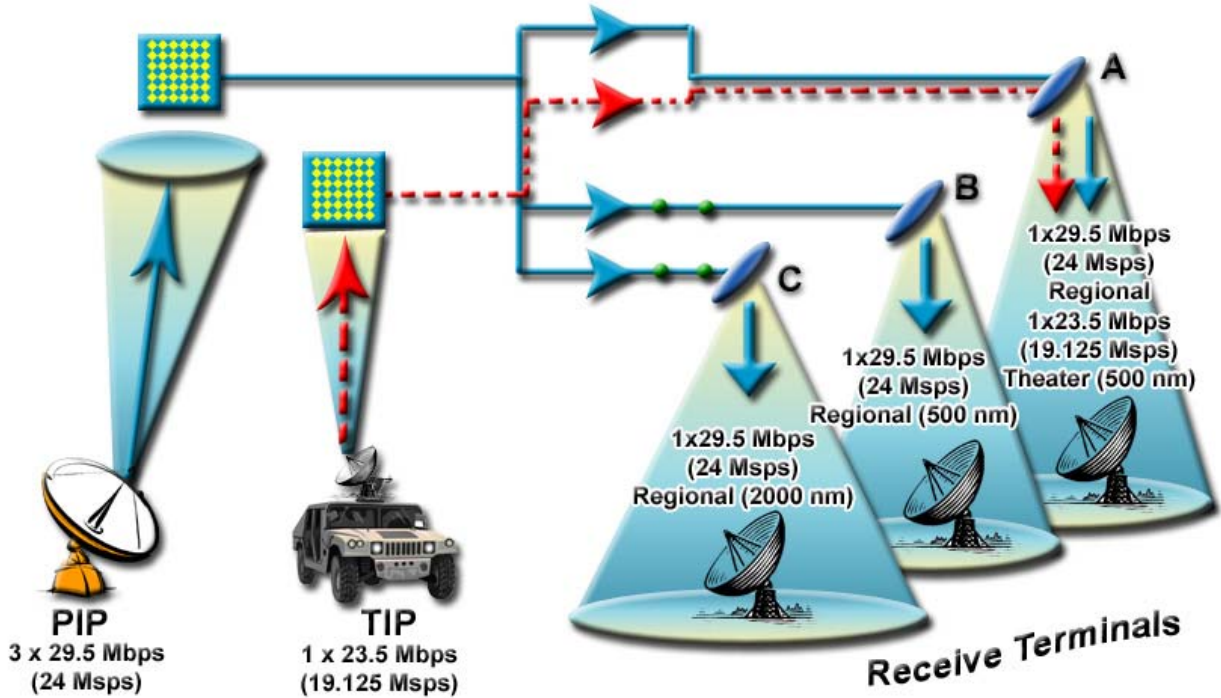 A
B
C
1x29.5 Mbps
(24 Msps)
Regional
1x23.5 Mbps
(19.125 Msps)
Theater (500 nm)
1x29.5 Mbps
(24 Msps)
Regional (500 nm)
1x29.5 Mbps
(24 Msps)
Regional (2000 nm)
PIP
3 x 29.5 Mbps
(24 Msps)
TIP
1 x 23.5 Mbps
(19.125 Msps)
Receive Terminals